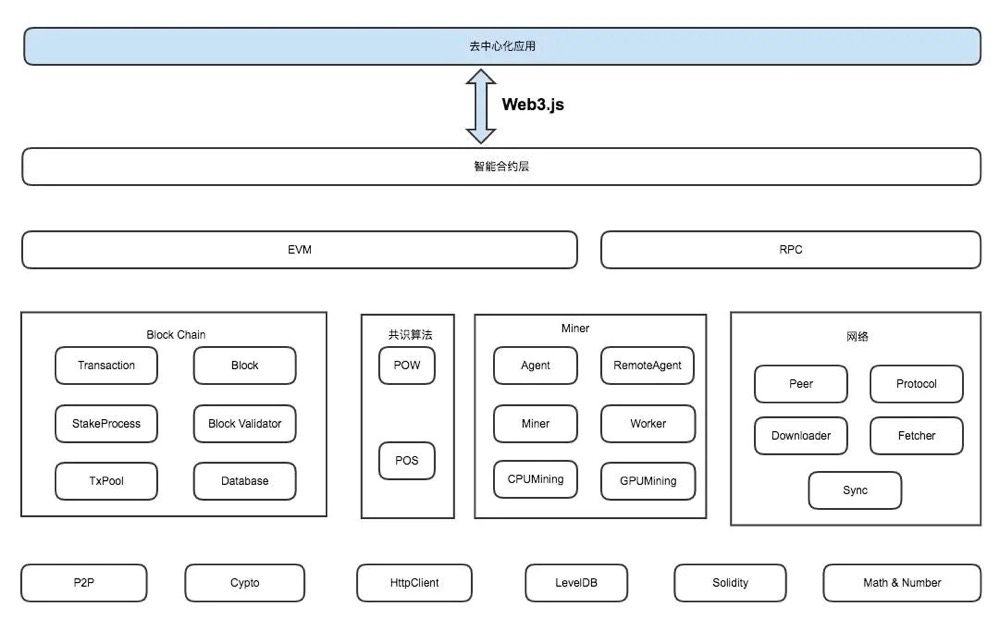 去中心化应用
Web3.js
智能合约层
EVM
RPC
Block Chain
Transaction
Block
StakeProcess
Block Validator
TxPool
Database
共识算法
POW
POS
Miner
Agent
RemoteAgent
Miner
Worker
CPUMining
GPUMining
网络
Peer
Protocol
Downloader
Fetcher
Sync
P2P
Cypto
HttpClient
LevelDB
Solidity
Math & Number